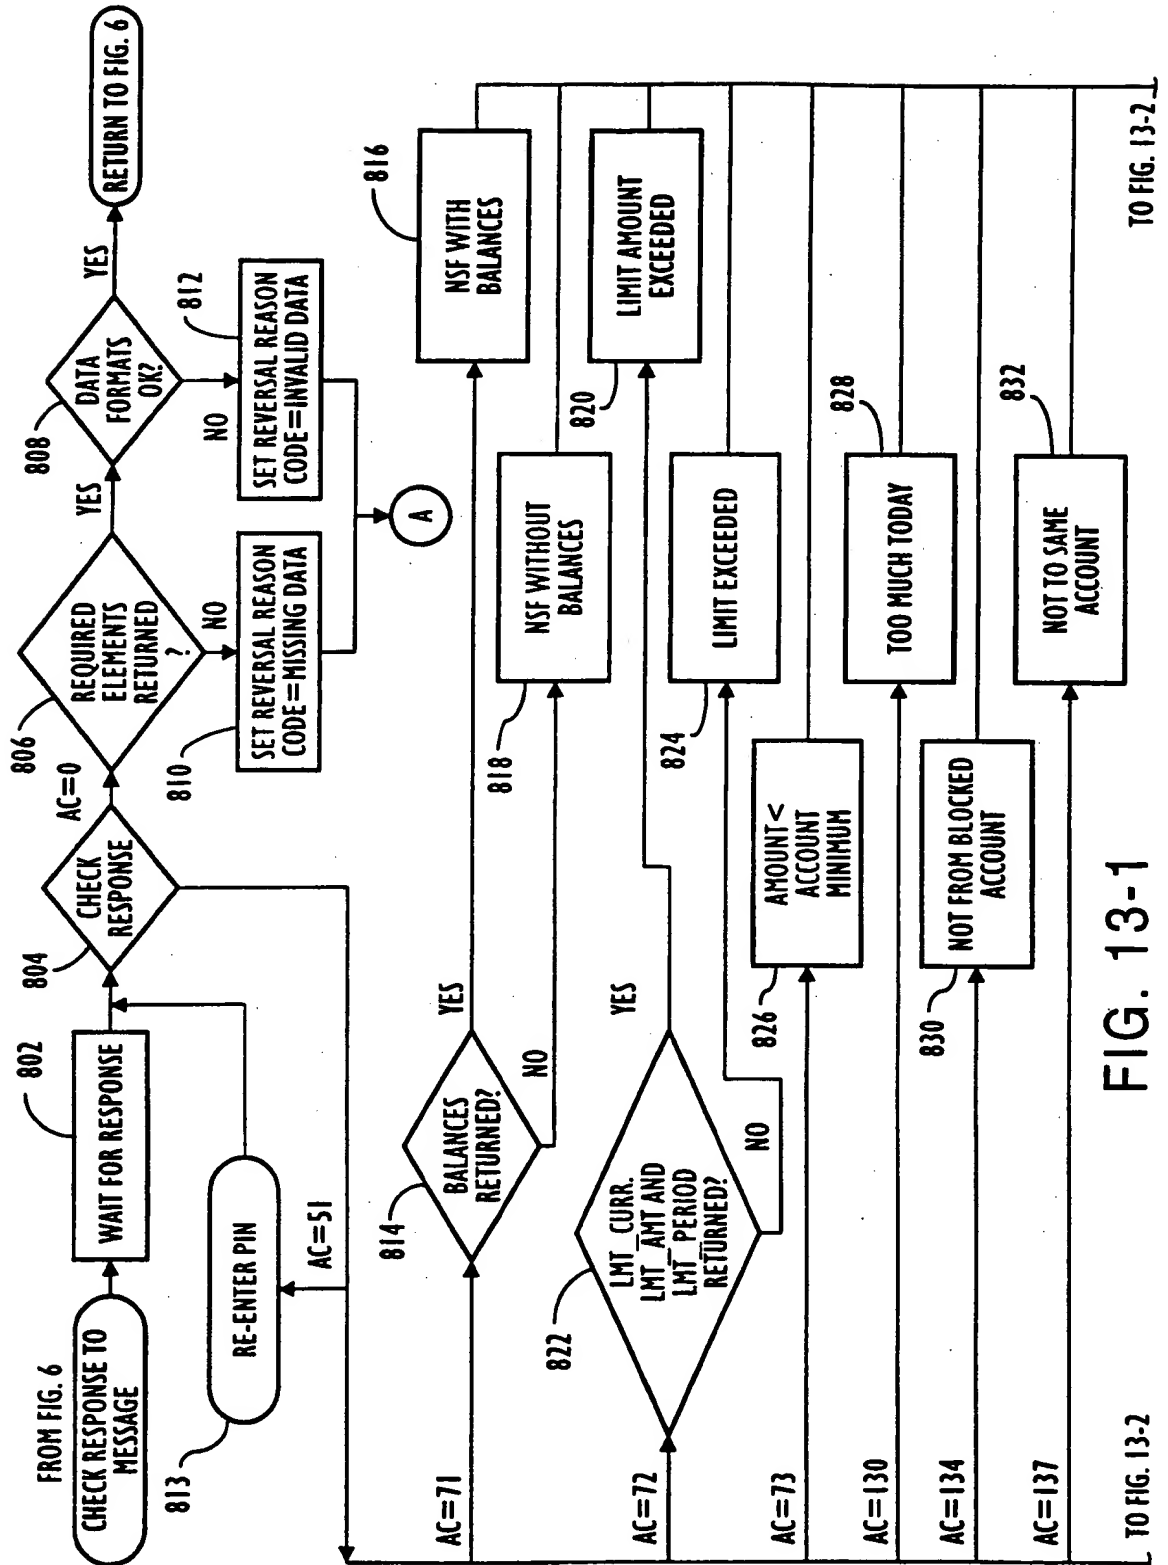 FROM FIG. 6
CHECK RESPONSE TO
MESSAGE
802
WAIT FOR RESPONSE
804
CHECK
RESPONSE
AC=0
806
REQUIRED
ELEMENTS
RETURNED
?
YES
NO
808
DATA
FORMATS
OK?
YES
NO
RETURN TO FIG. 6
810
SET REVERSAL REASON
CODE=MISSING DATA
812
SET REVERSAL REASON
CODE=INVALID DATA
A
813
RE-ENTER PIN
AC=51
AC=71
814
BALANCES
RETURNED?
YES
NO
816
NSF WITH
BALANCES
818
NSF WITHOUT
BALANCES
AC=72
822
LMT_CURR.
LMT_AMT AND
LMT_PERIOD
RETURNED?
YES
NO
820
LIMIT AMOUNT
EXCEEDED
824
LIMIT EXCEEDED
AC=73
826
AMOUNT<
ACCOUNT
MINIMUM
AC=130
828
TOO MUCH TODAY
AC=134
830
NOT FROM BLOCKED
ACCOUNT
AC=137
832
NOT TO SAME
ACCOUNT
TO FIG. 13-2
TO FIG. 13-2
FIG. 13-1